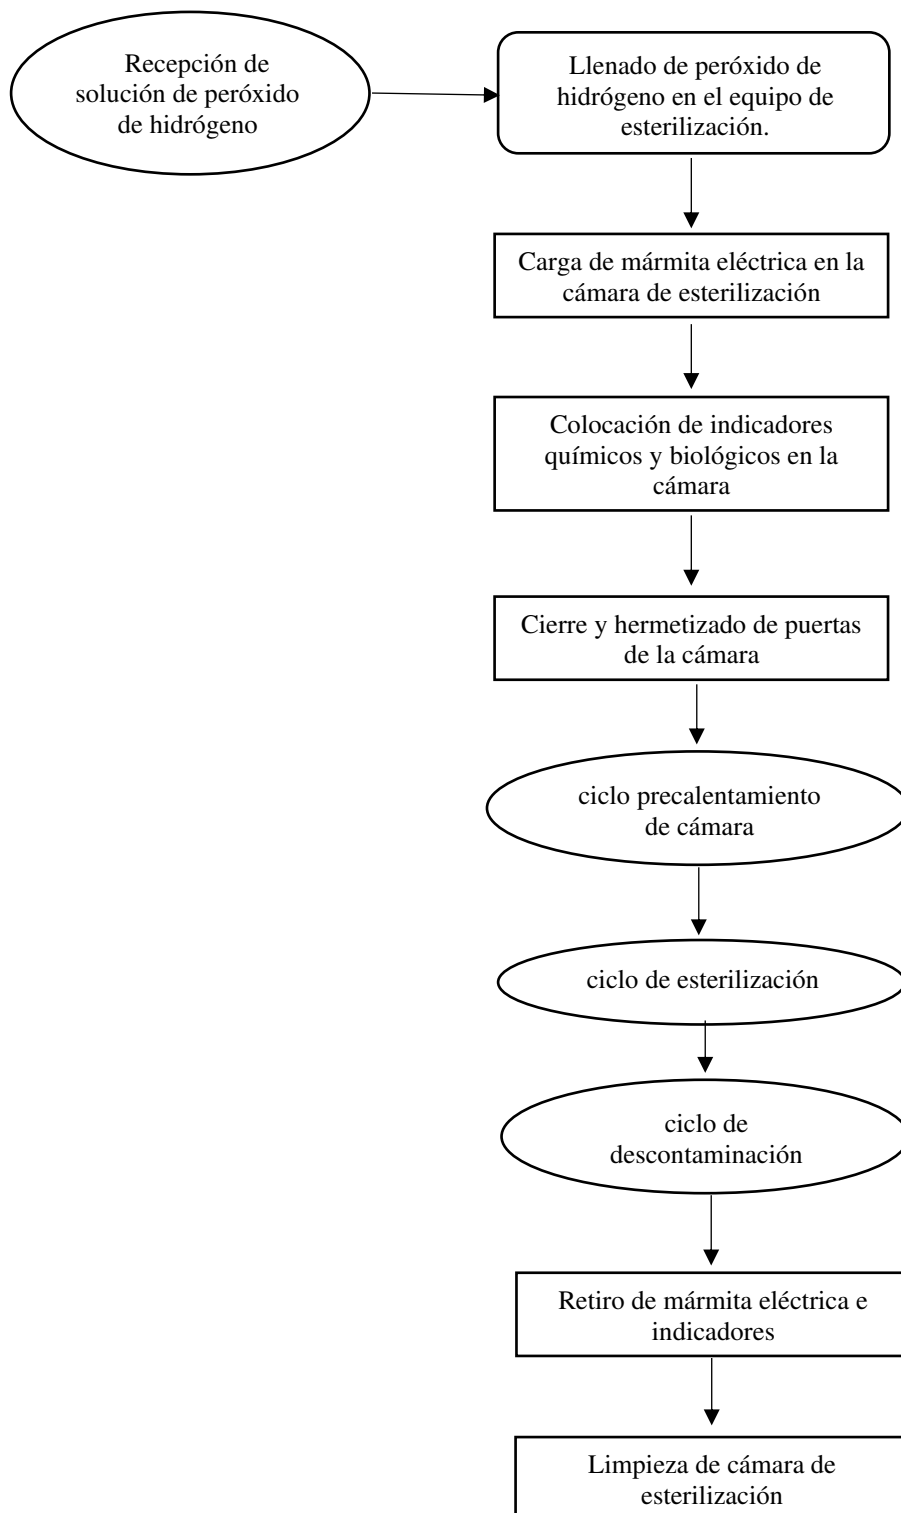 Recepción de
solución de peróxido
de hidrógeno
Llenado de peróxido de
hidrógeno en el equipo de
esterilización.
Carga de mármita eléctrica en la
cámara de esterilización
Colocación de indicadores
químicos y biológicos en la
cámara
Cierre y hermetizado de puertas
de la cámara
ciclo precalentamiento
de cámara
ciclo de esterilización
ciclo de
descontaminación
Retiro de mármita eléctrica e
indicadores
Limpieza de cámara de
esterilización